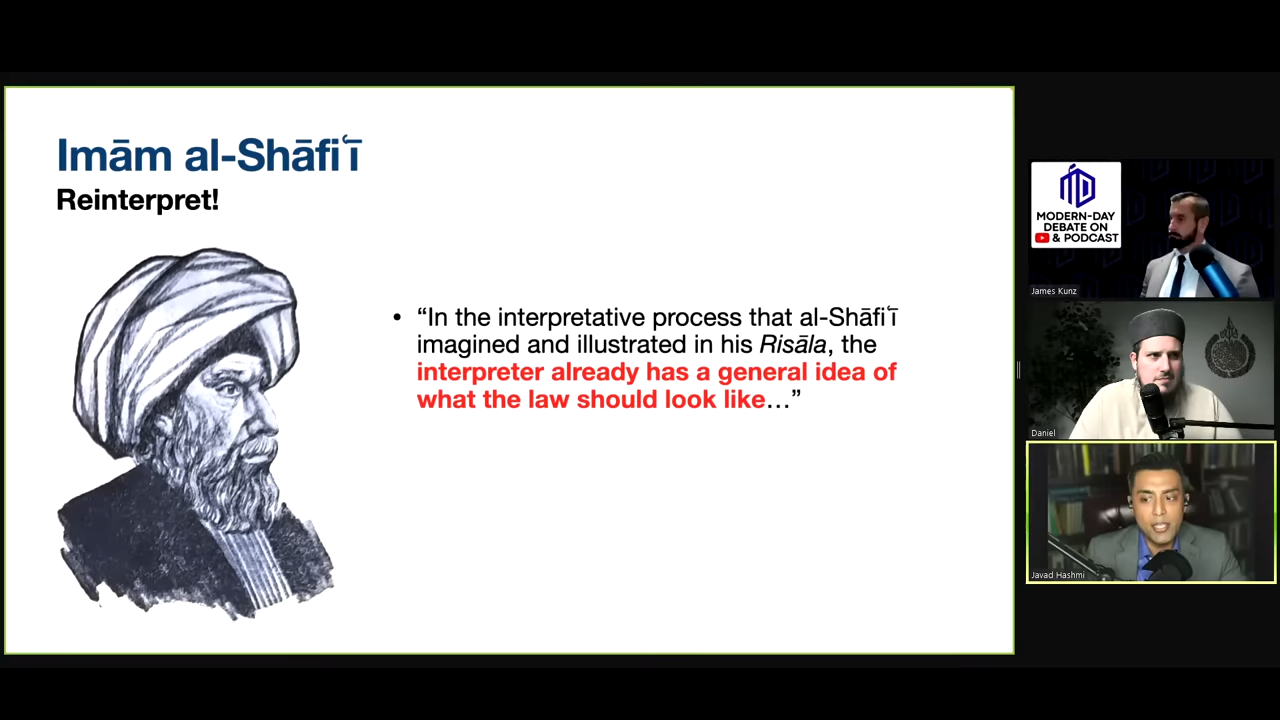 Imām al-Shāfiʿī
Reinterpret!
• “In the interpretative process that al-Shāfiʿī
imagined and illustrated in his Risāla, the
interpreter already has a general idea of
what the law should look like…”
MODERN-DAY
DEBATE ON
& PODCAST
James Kunz
Daniel
Javad Hashmi